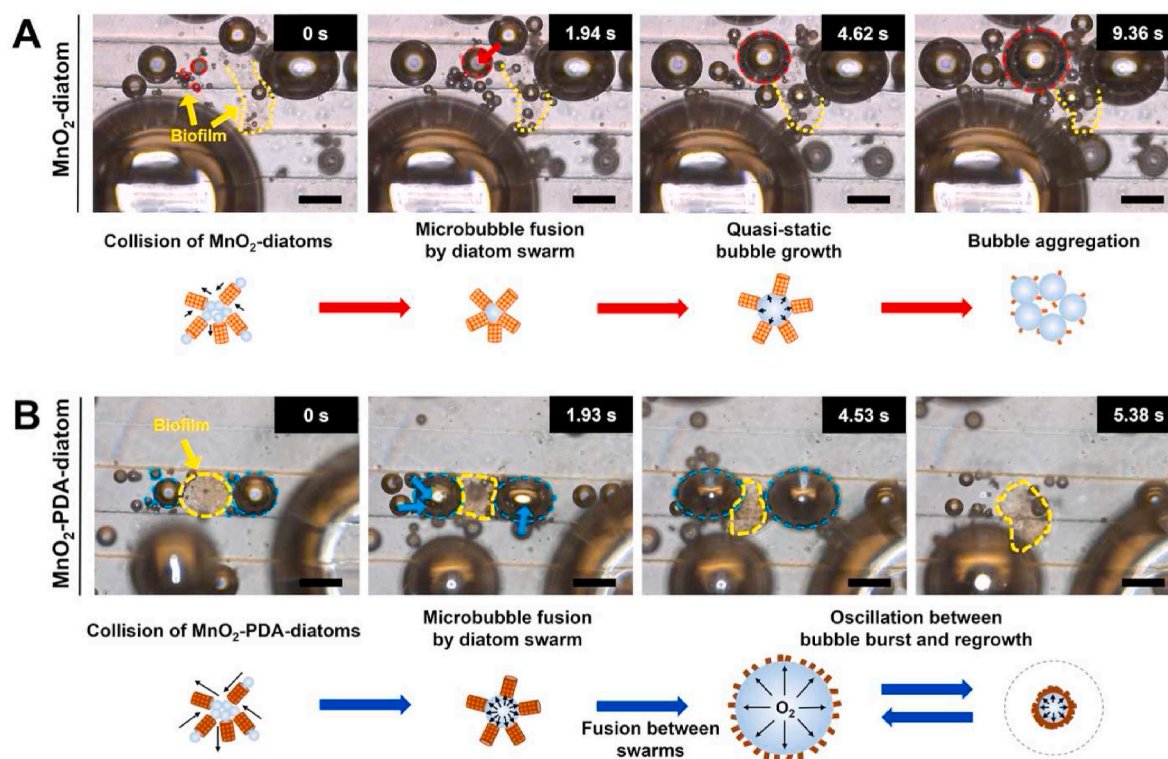 A
MnO₂-diatom
0 s
1.94 s
4.62 s
9.36 s
Biofilm
Collision of MnO₂-diatoms
Microbubble fusion
by diatom swarm
Quasi-static
bubble growth
Bubble aggregation
B
MnO₂-PDA-diatom
0 s
1.93 s
4.53 s
5.38 s
Biofilm
Collision of MnO₂-PDA-diatoms
Microbubble fusion
by diatom swarm
Oscillation between
bubble burst and regrowth
Fusion between
swarms
O₂